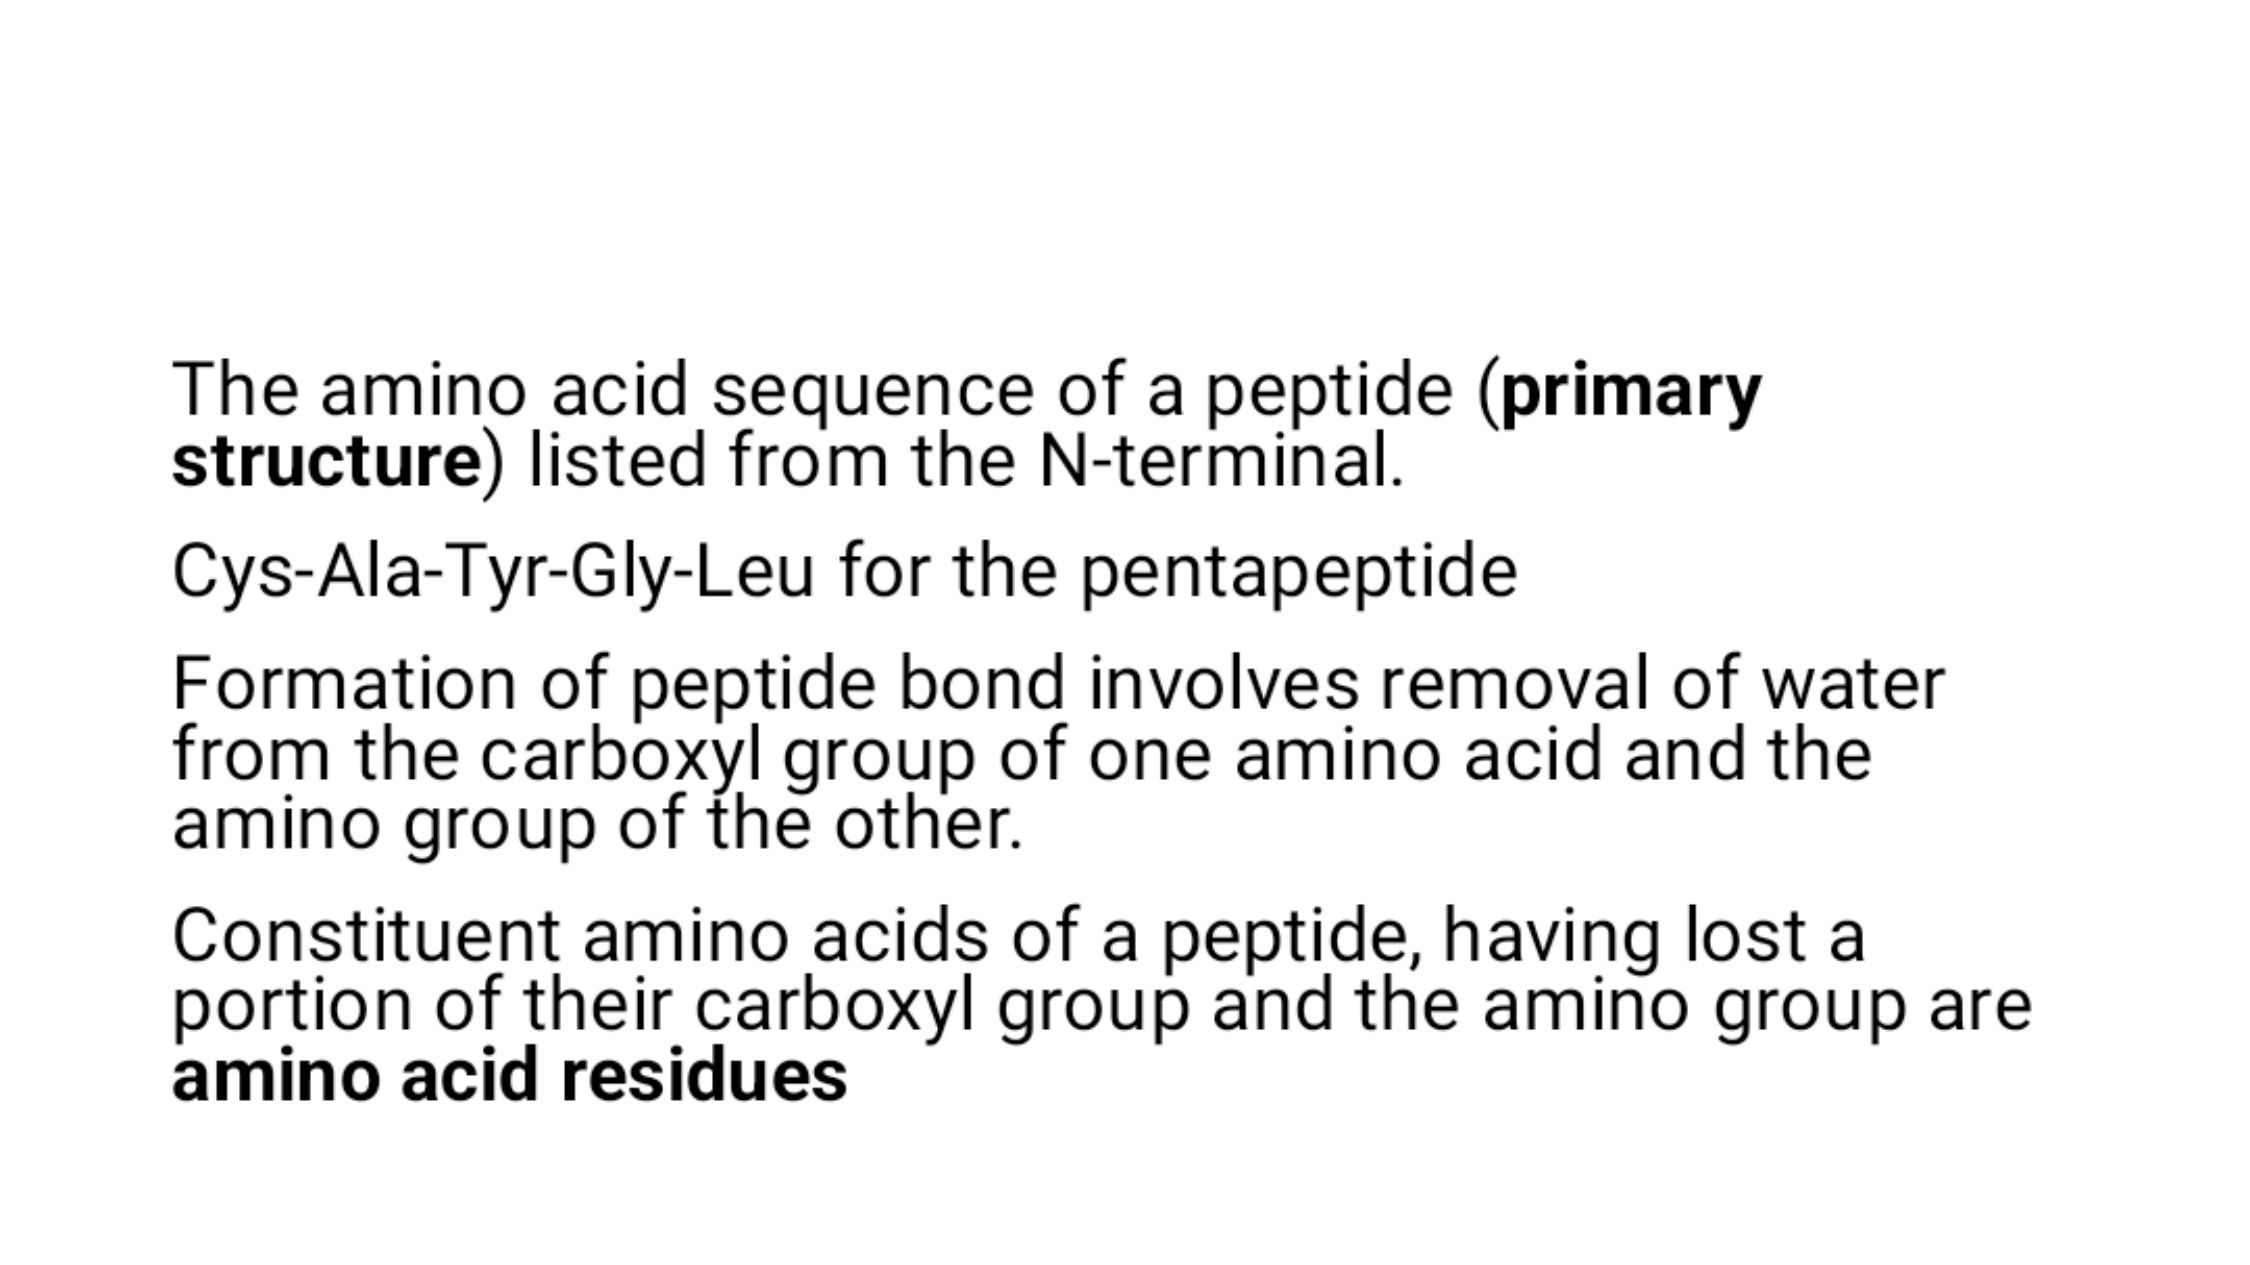 The amino acid sequence of a peptide (primary
structure) listed from the N-terminal.
Cys-Ala-Tyr-Gly-Leu for the pentapeptide
Formation of peptide bond involves removal of water
from the carboxyl group of one amino acid and the
amino group of the other.
Constituent amino acids of a peptide, having lost a
portion of their carboxyl group and the amino group are
amino acid residues